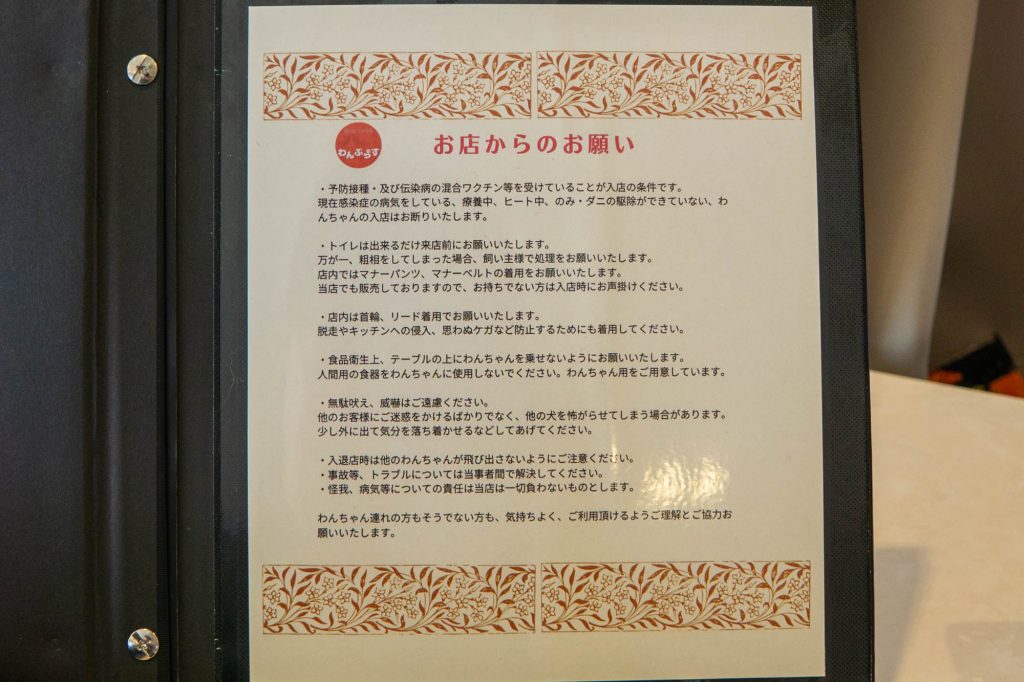 わんぷらす
お店からのお願い
・予防接種・及び伝染病の混合ワクチン等を受けていることが入店の条件です。
現在感染症の病気をしている、療養中、ヒート中、のみ・ダニの駆除ができていない、わ
んちゃんの入店はお断りいたします。
・トイレは出来るだけ来店前にお願いいたします。
万が一、粗相をしてしまった場合、飼い主様で処理をお願いいたします。
店内ではマナーパンツ、マナーベルトの着用をお願いいたします。
当店でも販売しておりますので、お持ちでない方は入店時にお声掛けください。
・店内は首輪、リード着用でお願いいたします。
脱走やキッチンへの侵入、思わぬケガなど防止するためにも着用してください。
・食品衛生上、テーブルの上にわんちゃんを乗せないようにお願いいたします。
人間用の食器をわんちゃんに使用しないでください。わんちゃん用をご用意しています。
・無駄吠え、威嚇はご遠慮ください。
他のお客様にご迷惑をかけるばかりでなく、他の犬を怖がらせてしまう場合があります。
少し外に出て気分を落ち着かせるなどしてあげてください。
・入退店時は他のわんちゃんが飛び出さないようにご注意ください。
・事故等、トラブルについては当事者間で解決してください。
・怪我、病気等についての責任は当店は一切負わないものとします。
わんちゃん連れの方もそうでない方も、気持ちよく、ご利用頂けるようご理解とご協力お
願いいたします。